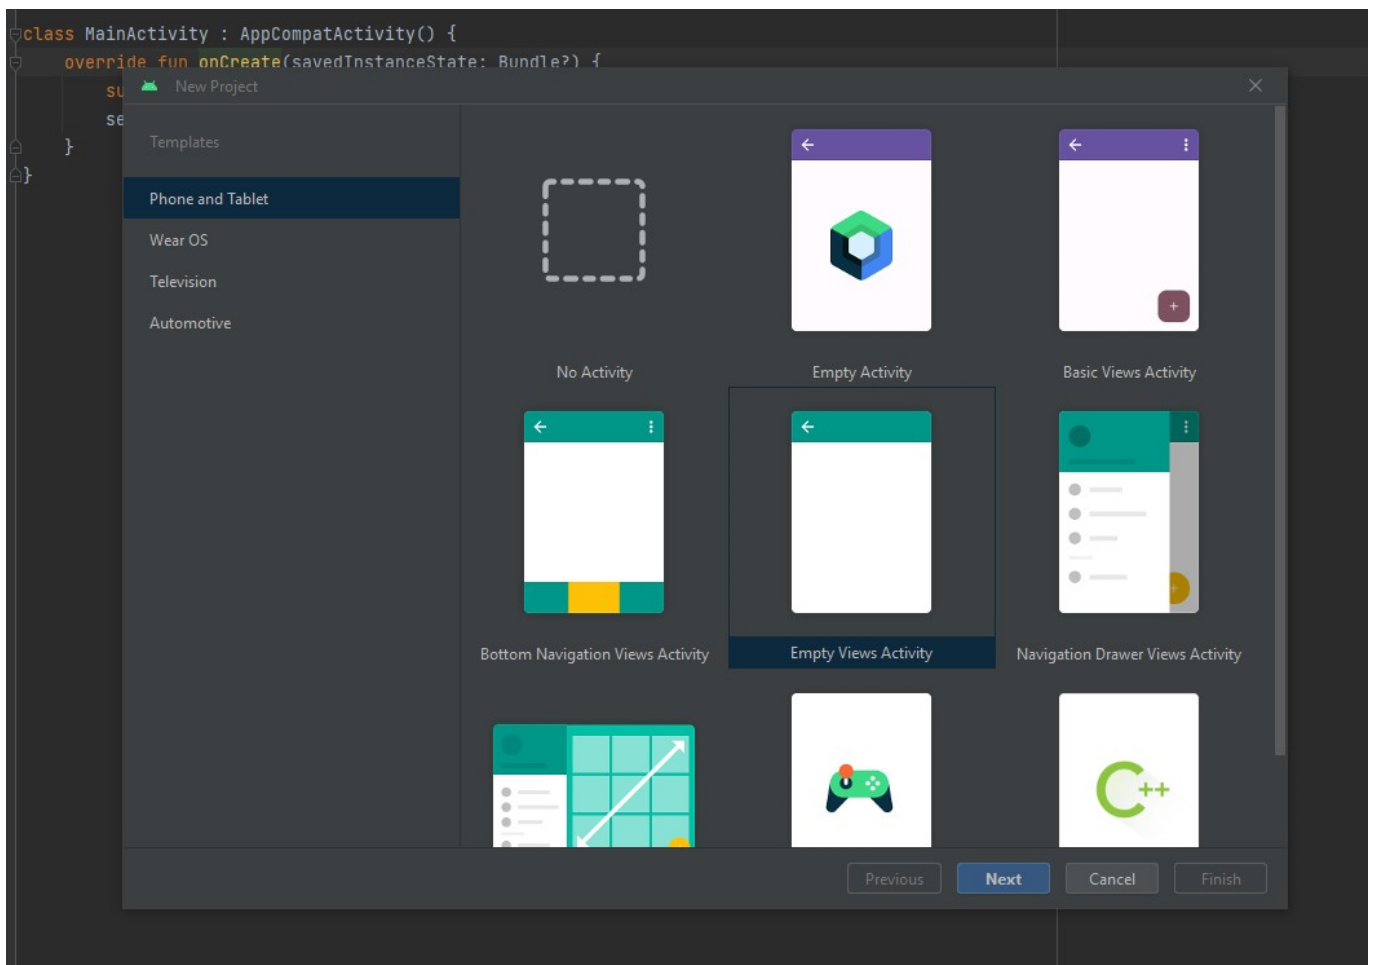 class MainActivity : AppCompatActivity() {
override fun onCreate(savedInstanceState: Bundle?) {
su
se
}
}
New Project
Templates
Phone and Tablet
Wear OS
Television
Automotive
No Activity
Empty Activity
Basic Views Activity
Bottom Navigation Views Activity
Empty Views Activity
Navigation Drawer Views Activity
C++
Previous
Next
Cancel
Finish